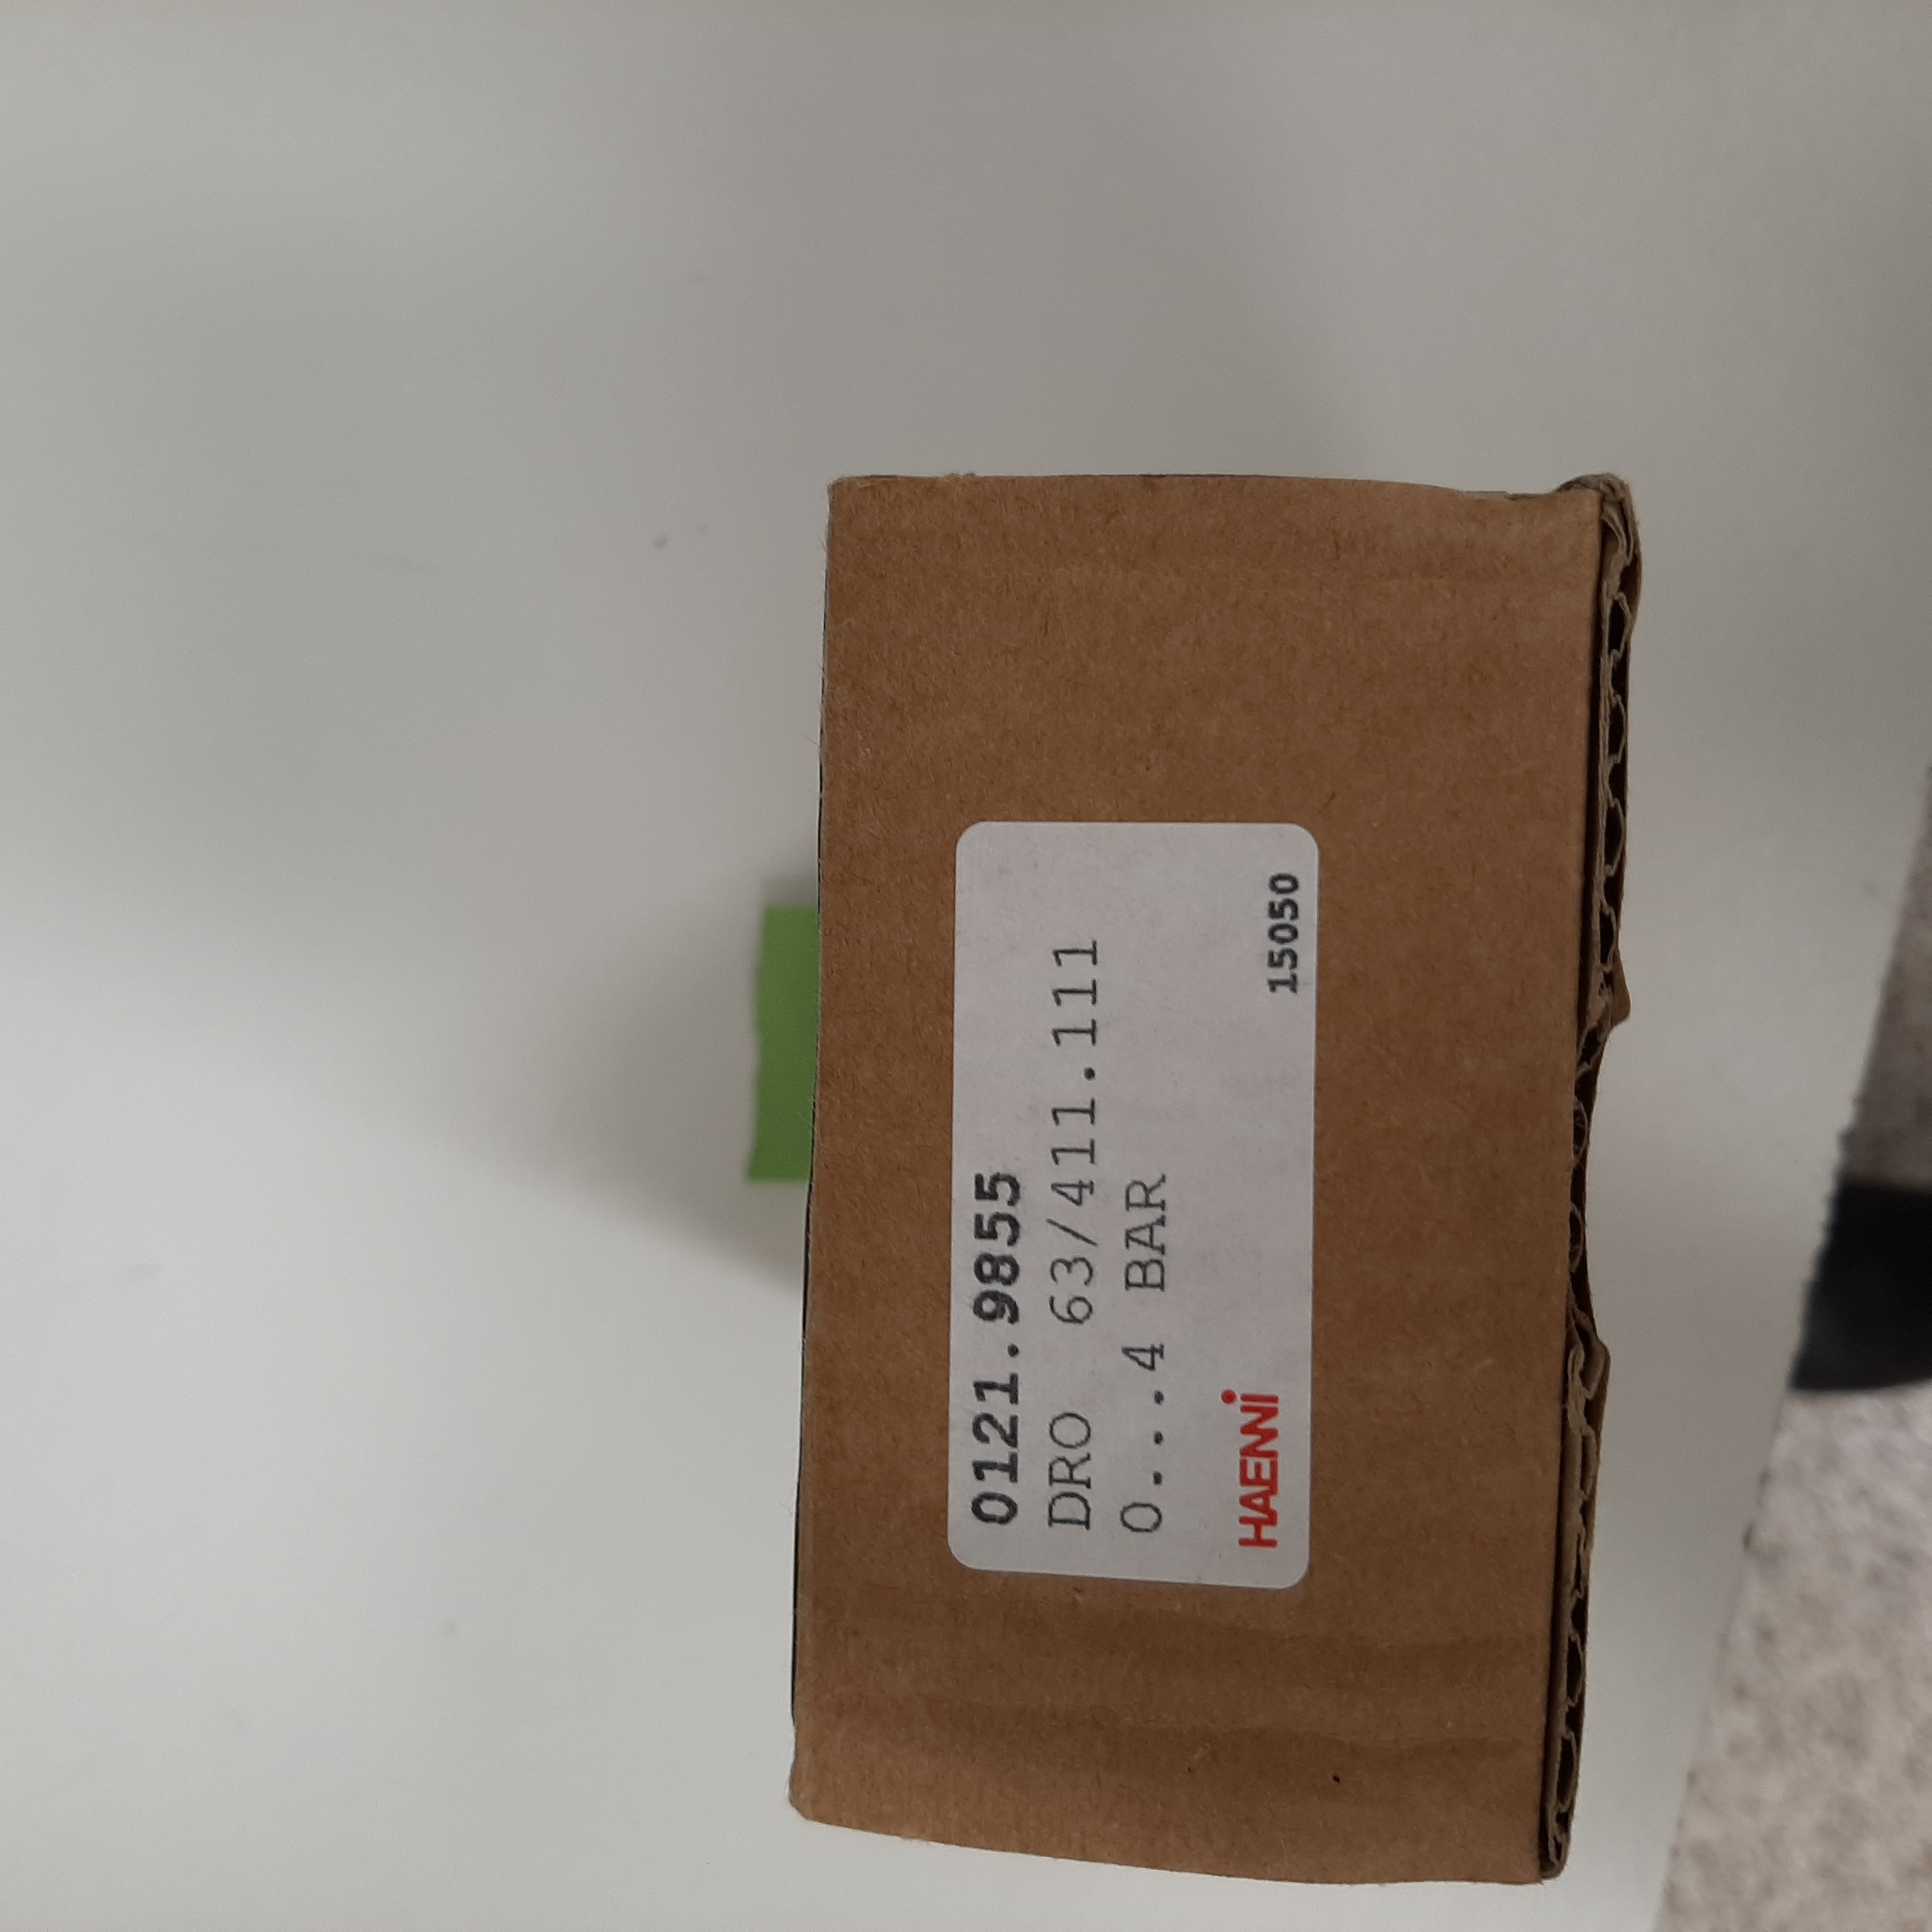 0121.9855
DRO 63/411.111
0...4 BAR
HAENNi 15050